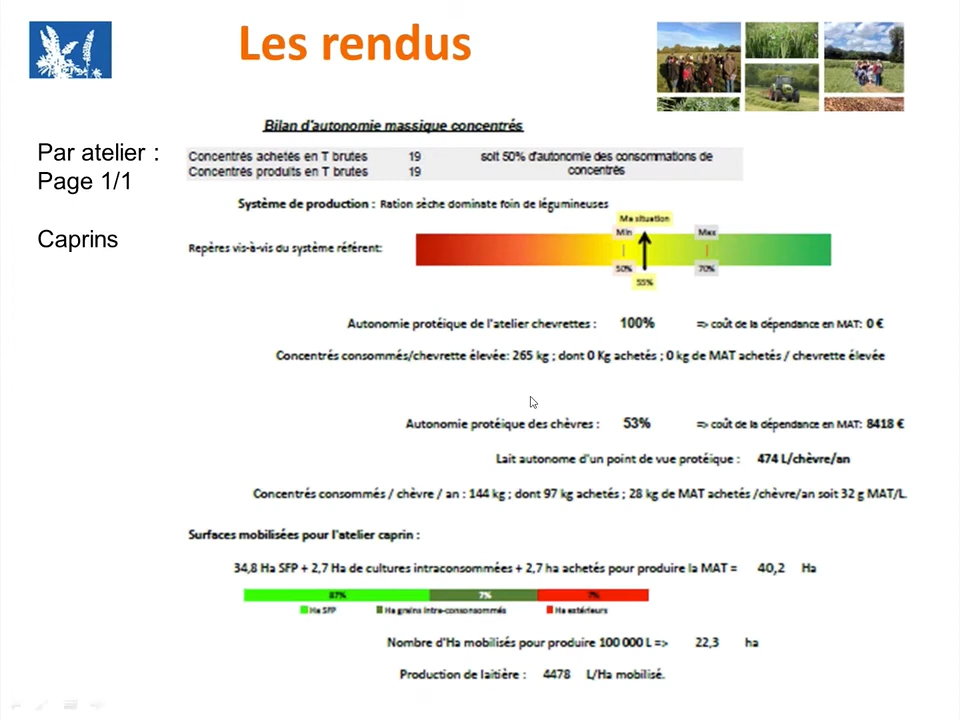 Les rendus
Par atelier :
Page 1/1
Caprins
Bilan d'autonomie massique concentrés
Concentrés achetés en T brutes 19 soit 50% d'autonomie des consommations de
Concentrés produits en T brutes 19 concentrés
Système de production : Ration sèche dominate foin de légumineuses
Ma situation
Min Max
Repères vis-à-vis du système référent:
50% 70%
55%
Autonomie protéique de l'atelier chevrettes : 100% => coût de la dépendance en MAT: 0 €
Concentrés consommés/chevrette élevée: 265 kg ; dont 0 Kg achetés ; 0 kg de MAT achetés / chevrette élevée
Autonomie protéique des chèvres : 53% => coût de la dépendance en MAT: 8418 €
Lait autonome d'un point de vue protéique : 474 L/chèvre/an
Concentrés consommés / chèvre / an : 144 kg ; dont 97 kg achetés ; 28 kg de MAT achetés /chèvre/an soit 32 g MAT/L.
Surfaces mobilisées pour l'atelier caprin :
34,8 Ha SFP + 2,7 Ha de cultures intraconsommées + 2,7 ha achetés pour produire la MAT = 40,2 Ha
87% 7% 7%
Ha SFP Ha grains intra-consonsommés Ha extérieurs
Nombre d'Ha mobilisés pour produire 100 000 L => 22,3 ha
Production de laitière : 4478 L/Ha mobilisé.